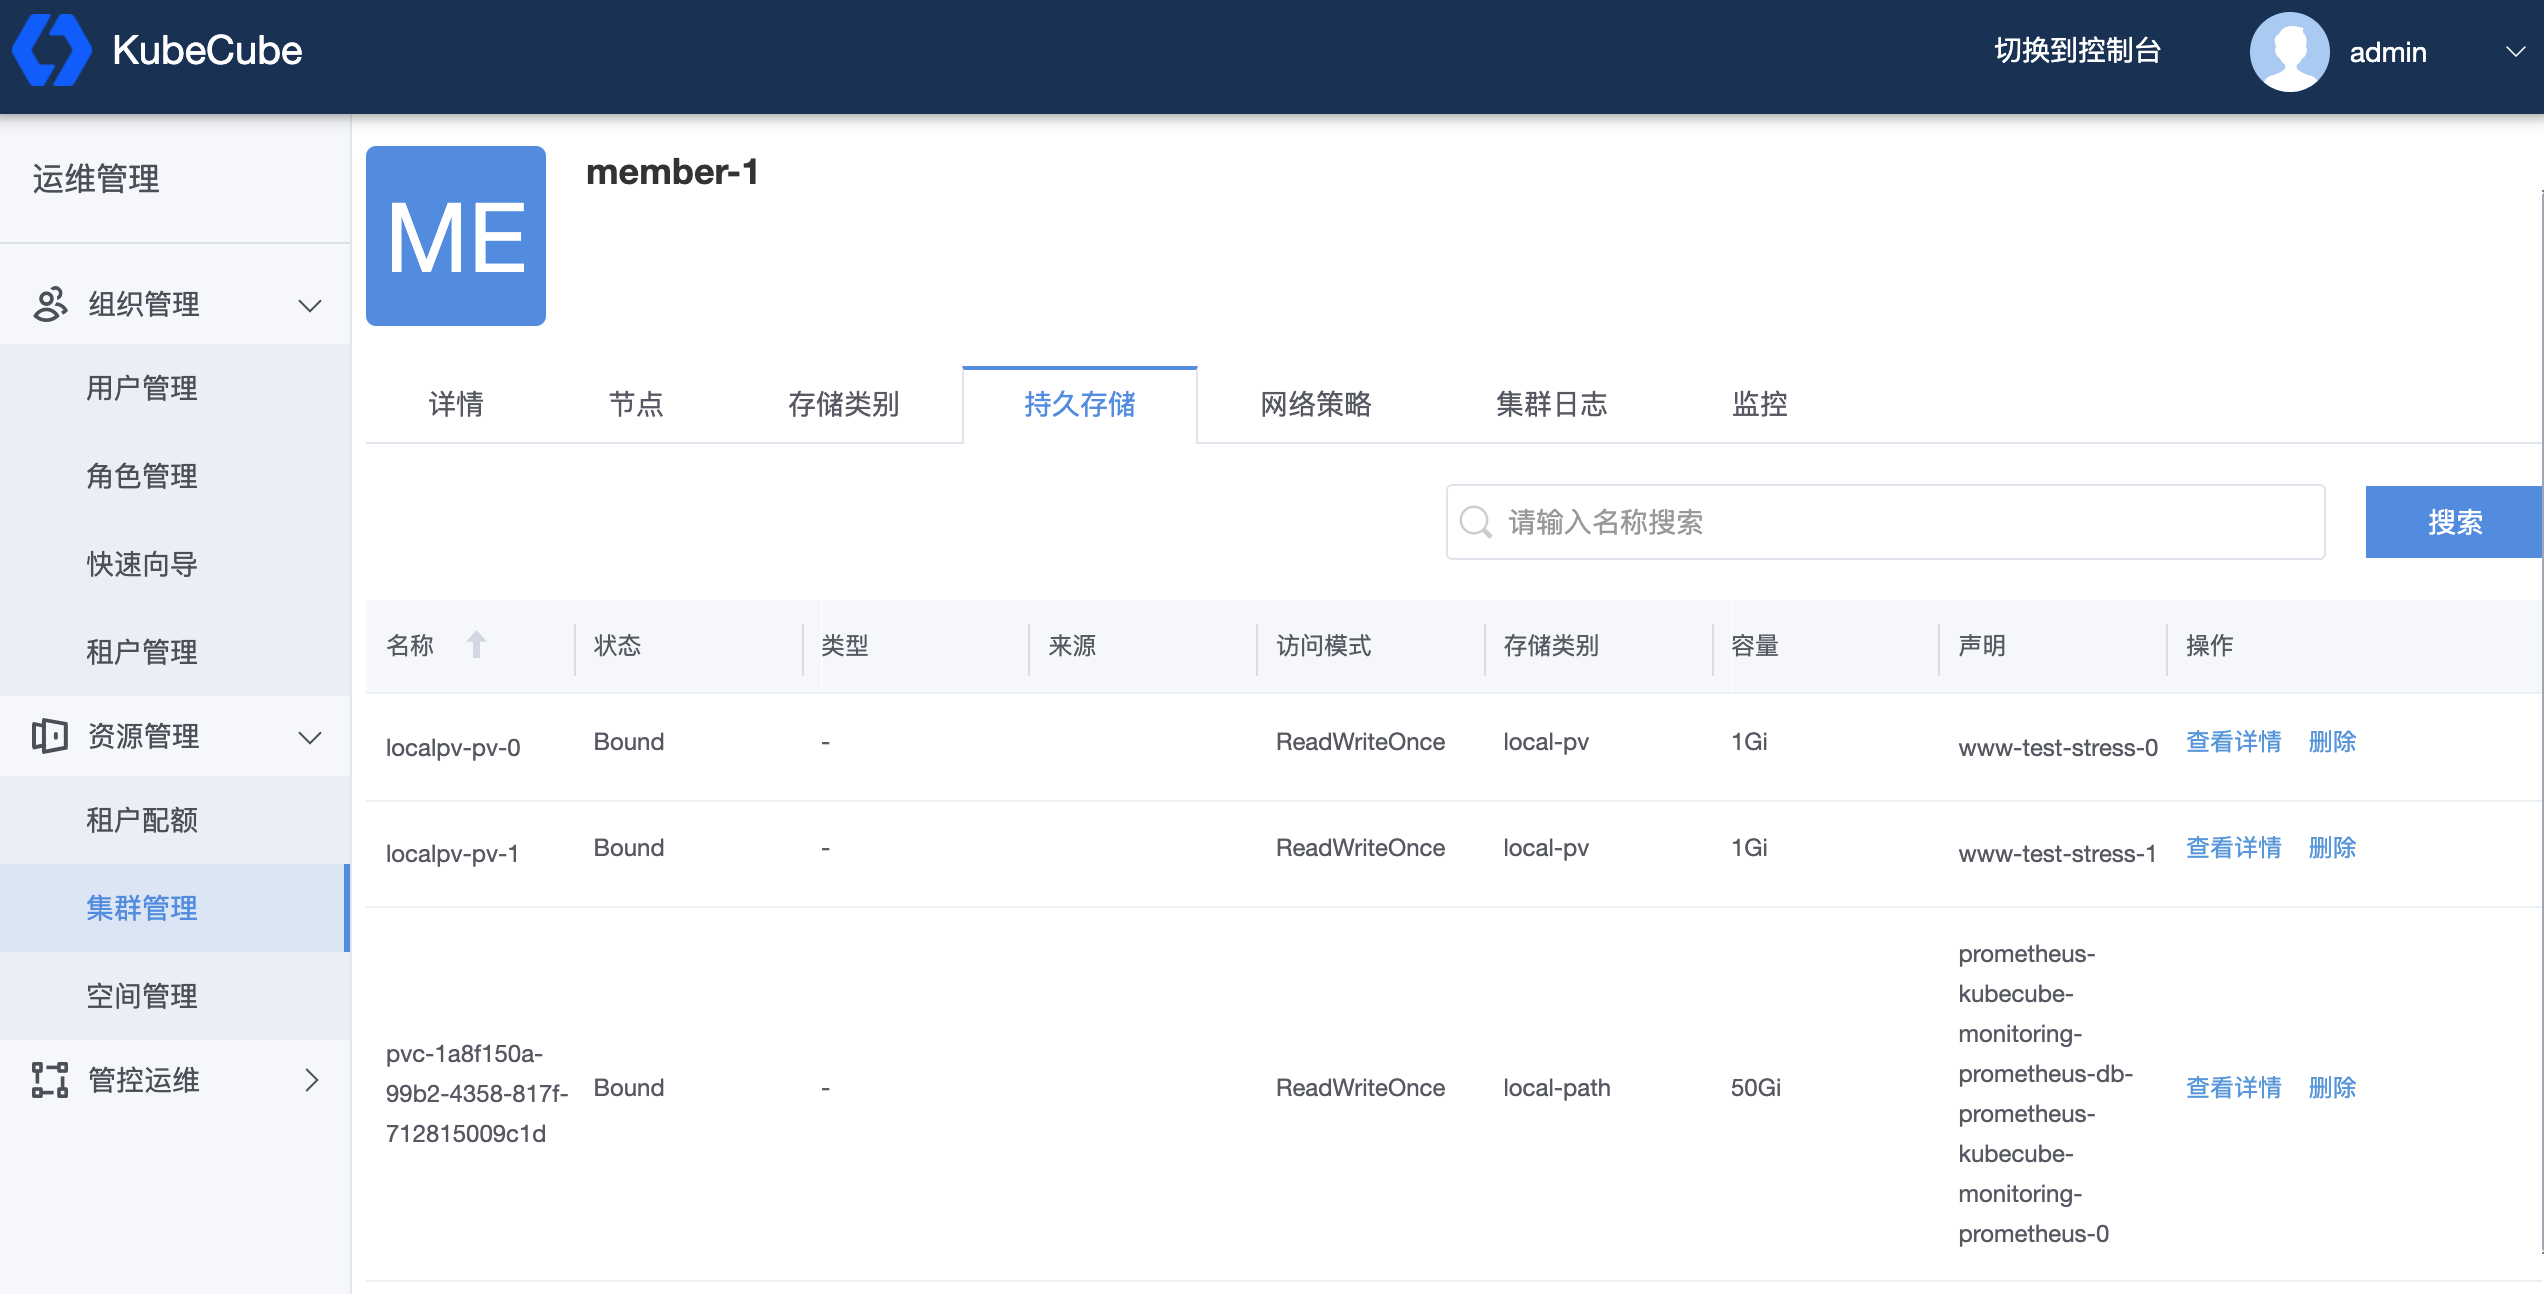 KubeCube
切换到控制台
admin
运维管理
组织管理
用户管理
角色管理
快速向导
租户管理
资源管理
租户配额
集群管理
空间管理
管控运维
ME
member-1
详情 节点 存储类别 持久存储 网络策略 集群日志 监控
请输入名称搜索
搜索
名称 状态 类型 来源 访问模式 存储类别 容量 声明 操作
localpv-pv-0 Bound - ReadWriteOnce local-pv 1Gi www-test-stress-0 查看详情 删除
localpv-pv-1 Bound - ReadWriteOnce local-pv 1Gi www-test-stress-1 查看详情 删除
pvc-1a8f150a-
99b2-4358-817f-
712815009c1d
Bound - ReadWriteOnce local-path 50Gi
prometheus-
kubecube-
monitoring-
prometheus-db-
prometheus-
kubecube-
monitoring-
prometheus-0
查看详情 删除